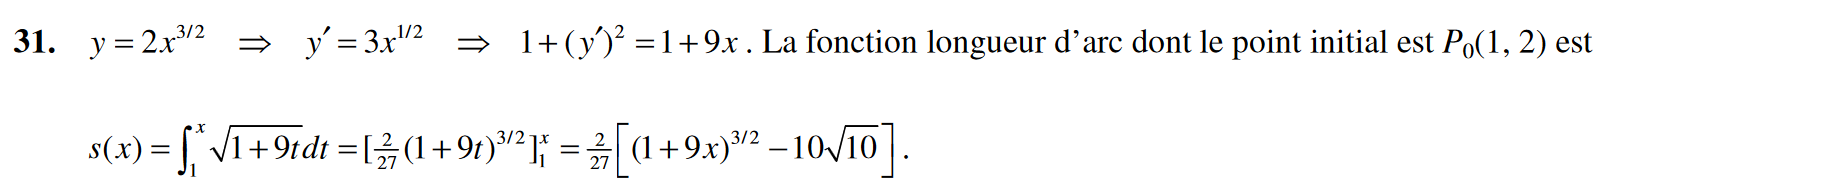 31. y = 2x^{3/2} ⇒ y′ = 3x^{1/2} ⇒ 1+(y′)² = 1+9x. La fonction longueur d’arc dont le point initial est P₀(1, 2) est
s(x) = ∫₁ˣ √(1+9t) dt = [2/27 (1+9t)^{3/2}]₁ˣ = 2/27 [(1+9x)^{3/2} − 10√10].